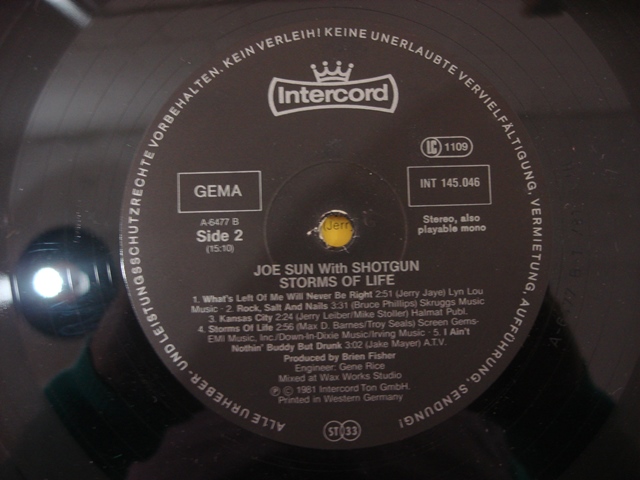 ALLE URHEBER- UND LEISTUNGSSCHUTZRECHTE VORBEHALTEN. KEIN VERLEIH! KEINE UNERLAUBTE VERVIELFÄLTIGUNG, VERMIETUNG, AUFFÜHRUNG, SENDUNG!
Intercord
LC 1109
GEMA
INT 145.046
A-6477 B
Side 2
(15:10)
Stereo, also
playable mono
(Jerr
JOE SUN With SHOTGUN
STORMS OF LIFE
1. What's Left Of Me Will Never Be Right 2:51 (Jerry Jaye) Lyn Lou
Music · 2. Rock, Salt And Nails 3:31 (Bruce Phillips) Skruggs Music
3. Kansas City 2:24 (Jerry Leiber/Mike Stoller) Halmat Publ.
4. Storms Of Life 2:56 (Max D. Barnes/Troy Seals) Screen Gems-
EMI Music, Inc./Down-In-Dixie Music/Irving Music · 5. I Ain't
Nothin' Buddy But Drunk 3:02 (Jake Mayer) A.T.V.
Produced by Brien Fisher
Engineer: Gene Rice
Mixed at Wax Works Studio
℗ © 1981 Intercord Ton GmbH.
Printed in Western Germany
ST 33